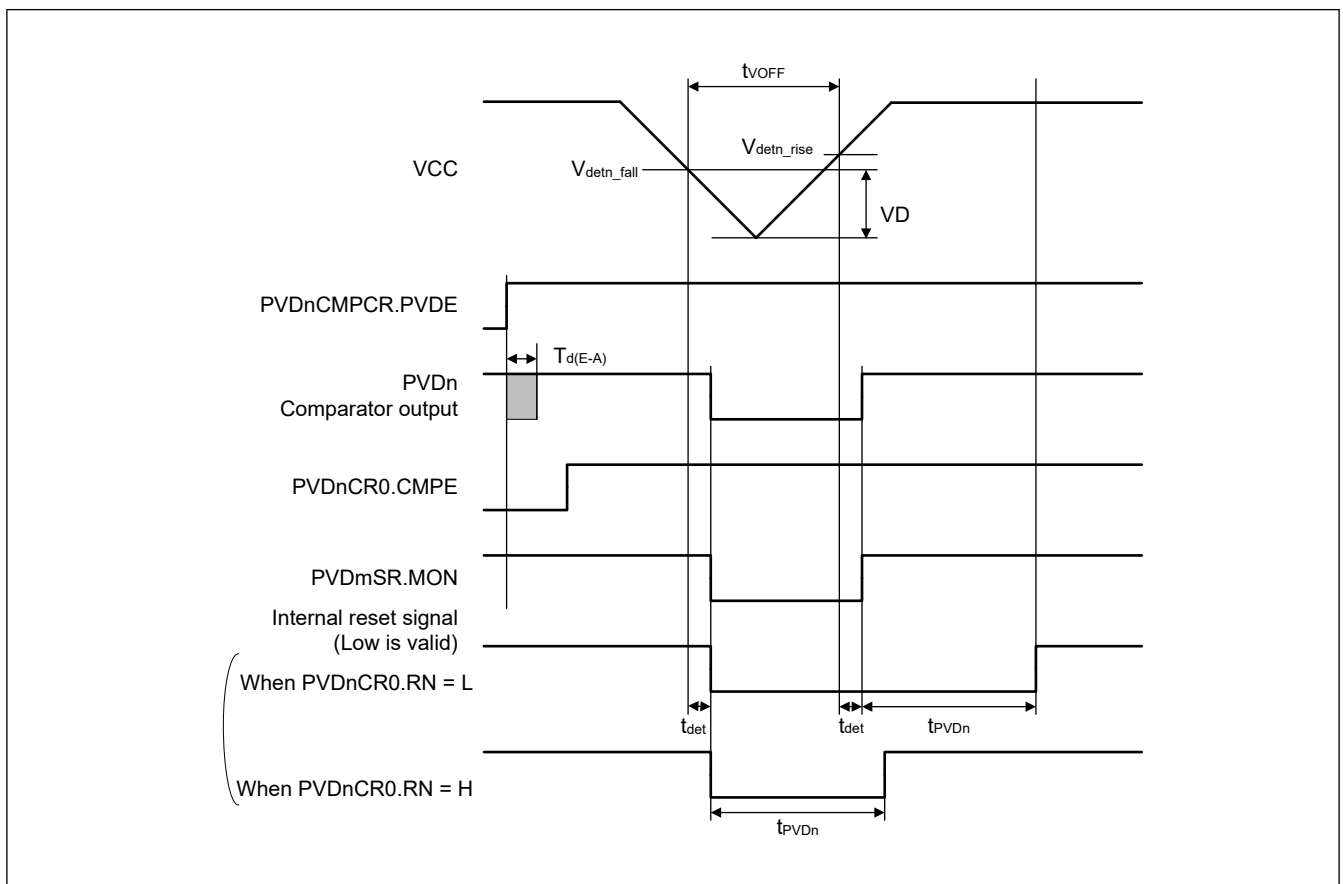 tVOFF
Vdetn_rise
VCC
Vdetn_fall
VD
PVDnCMPCR.PVDE
Td(E-A)
PVDn
Comparator output
PVDnCR0.CMPE
PVDmSR.MON
Internal reset signal
(Low is valid)
When PVDnCR0.RN = L
tdet
tdet
tPVDn
When PVDnCR0.RN = H
tPVDn